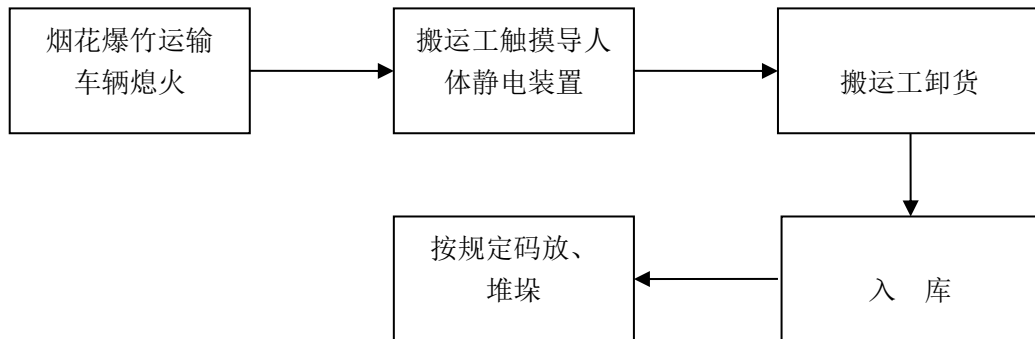 烟花爆竹运输
车辆熄火
搬运工触摸导人
体静电装置
搬运工卸货
入　库
按规定码放、
堆垛